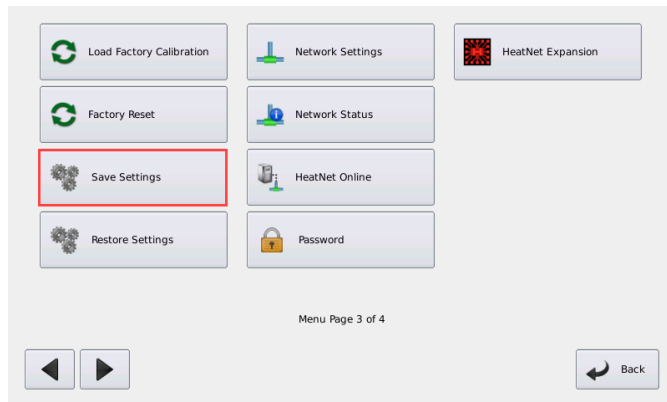 Load Factory Calibration
Network Settings
HeatNet Expansion
Factory Reset
Network Status
Save Settings
HeatNet Online
Restore Settings
Password
Menu Page 3 of 4
Back